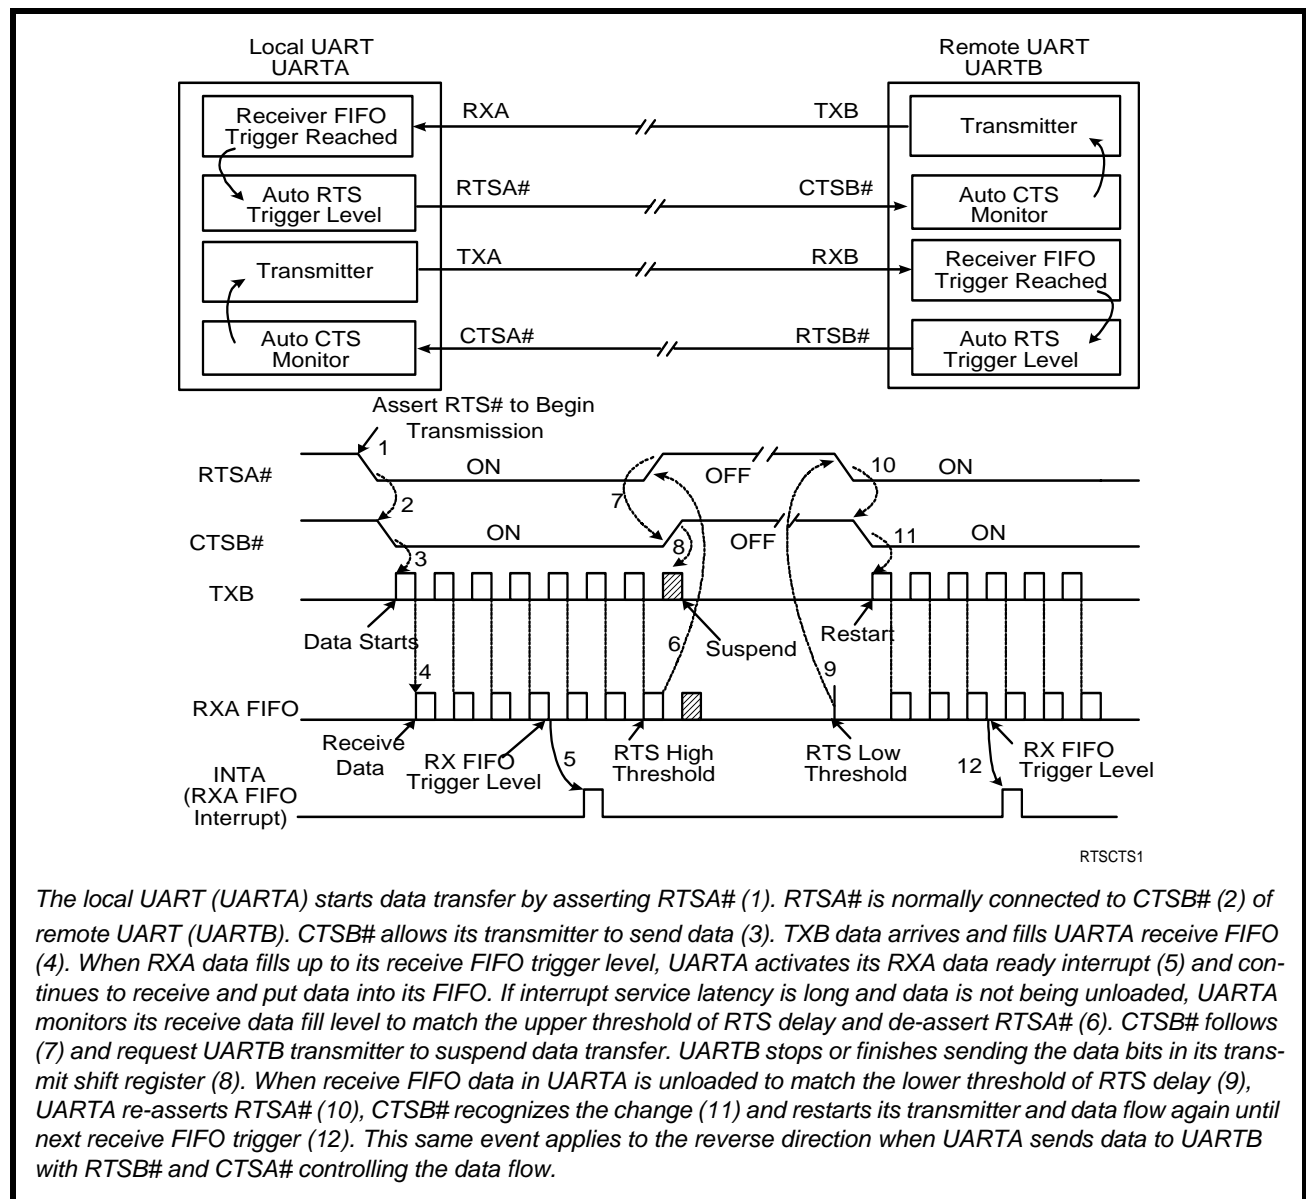 Local UART
UARTA
Remote UART
UARTB
Receiver FIFO
Trigger Reached
RXA
TXB
Transmitter
Auto RTS
Trigger Level
RTSA#
CTSB#
Auto CTS
Monitor
Transmitter
TXA
RXB
Receiver FIFO
Trigger Reached
Auto CTS
Monitor
CTSA#
RTSB#
Auto RTS
Trigger Level
Assert RTS# to Begin
Transmission
1
RTSA#
ON
OFF
10
ON
2
7
CTSB#
ON
8
OFF
11
ON
3
TXB
Data Starts
6
Suspend
Restart
4
9
RXA FIFO
Receive
Data
RX FIFO
Trigger Level
5
RTS High
Threshold
RTS Low
Threshold
12
RX FIFO
Trigger Level
INTA
(RXA FIFO
Interrupt)
RTSCTS1
The local UART (UARTA) starts data transfer by asserting RTSA# (1). RTSA# is normally connected to CTSB# (2) of
remote UART (UARTB). CTSB# allows its transmitter to send data (3). TXB data arrives and fills UARTA receive FIFO
(4). When RXA data fills up to its receive FIFO trigger level, UARTA activates its RXA data ready interrupt (5) and con-
tinues to receive and put data into its FIFO. If interrupt service latency is long and data is not being unloaded, UARTA
monitors its receive data fill level to match the upper threshold of RTS delay and de-assert RTSA# (6). CTSB# follows
(7) and request UARTB transmitter to suspend data transfer. UARTB stops or finishes sending the data bits in its trans-
mit shift register (8). When receive FIFO data in UARTA is unloaded to match the lower threshold of RTS delay (9),
UARTA re-asserts RTSA# (10), CTSB# recognizes the change (11) and restarts its transmitter and data flow again until
next receive FIFO trigger (12). This same event applies to the reverse direction when UARTA sends data to UARTB
with RTSB# and CTSA# controlling the data flow.